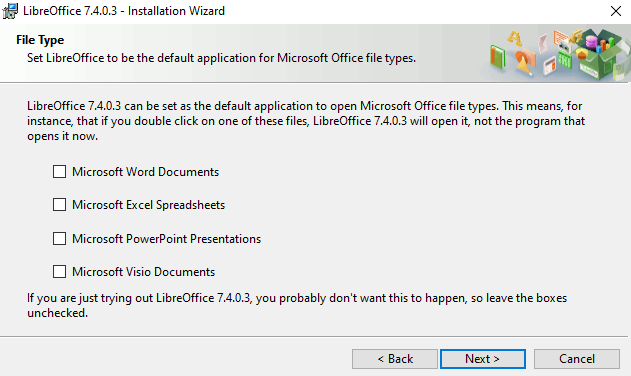 LibreOffice 7.4.0.3 - Installation Wizard
File Type
Set LibreOffice to be the default application for Microsoft Office file types.
LibreOffice 7.4.0.3 can be set as the default application to open Microsoft Office file types. This means, for
instance, that if you double click on one of these files, LibreOffice 7.4.0.3 will open it, not the program that
opens it now.
Microsoft Word Documents
Microsoft Excel Spreadsheets
Microsoft PowerPoint Presentations
Microsoft Visio Documents
If you are just trying out LibreOffice 7.4.0.3, you probably don't want this to happen, so leave the boxes
unchecked.
< Back
Next >
Cancel